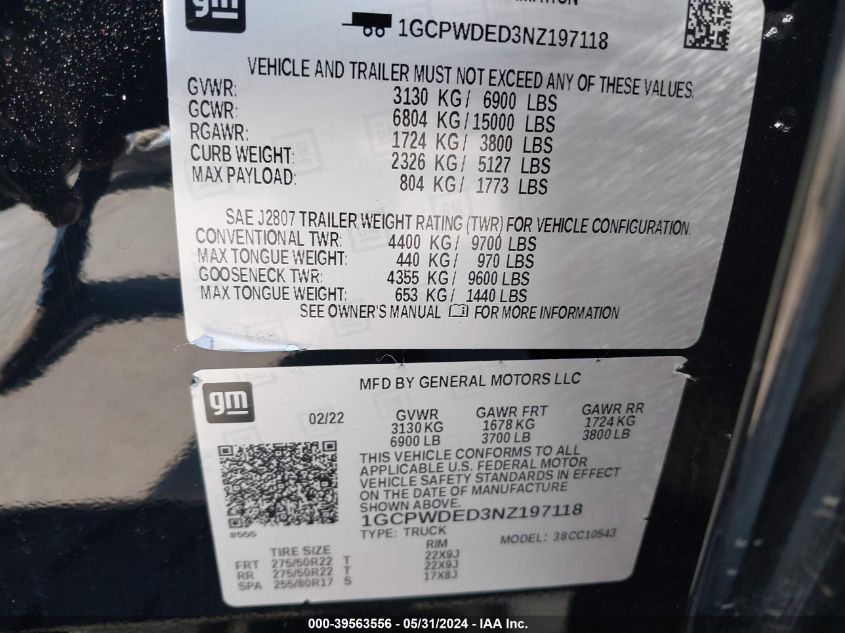 gm
1GCPWDED3NZ197118
VEHICLE AND TRAILER MUST NOT EXCEED ANY OF THESE VALUES.
GVWR: 3130 KG/ 6900 LBS
GCWR: 6804 KG/15000 LBS
RGAWR: 1724 KG/ 3800 LBS
CURB WEIGHT: 2326 KG/ 5127 LBS
MAX PAYLOAD: 804 KG/ 1773 LBS
SAE J2807 TRAILER WEIGHT RATING (TWR) FOR VEHICLE CONFIGURATION.
CONVENTIONAL TWR: 4400 KG/ 9700 LBS
MAX TONGUE WEIGHT: 440 KG/ 970 LBS
GOOSENECK TWR: 4355 KG/ 9600 LBS
MAX TONGUE WEIGHT: 653 KG/ 1440 LBS
SEE OWNER'S MANUAL FOR MORE INFORMATION
gm
MFD BY GENERAL MOTORS LLC
02/22 GVWR GAWR FRT GAWR RR
3130 KG 1678 KG 1724 KG
6900 LB 3700 LB 3800 LB
THIS VEHICLE CONFORMS TO ALL
APPLICABLE U.S. FEDERAL MOTOR
VEHICLE SAFETY STANDARDS IN EFFECT
ON THE DATE OF MANUFACTURE
SHOWN ABOVE.
1GCPWDED3NZ197118
8555 TYPE: TRUCK MODEL: 38CC10543
TIRE SIZE RIM
FRT 275/50R22 T 22X9J
RR 275/50R22 T 22X9J
SPA 255/80R17 S 17X8J
000-39563556 - 05/31/2024 - IAA Inc.